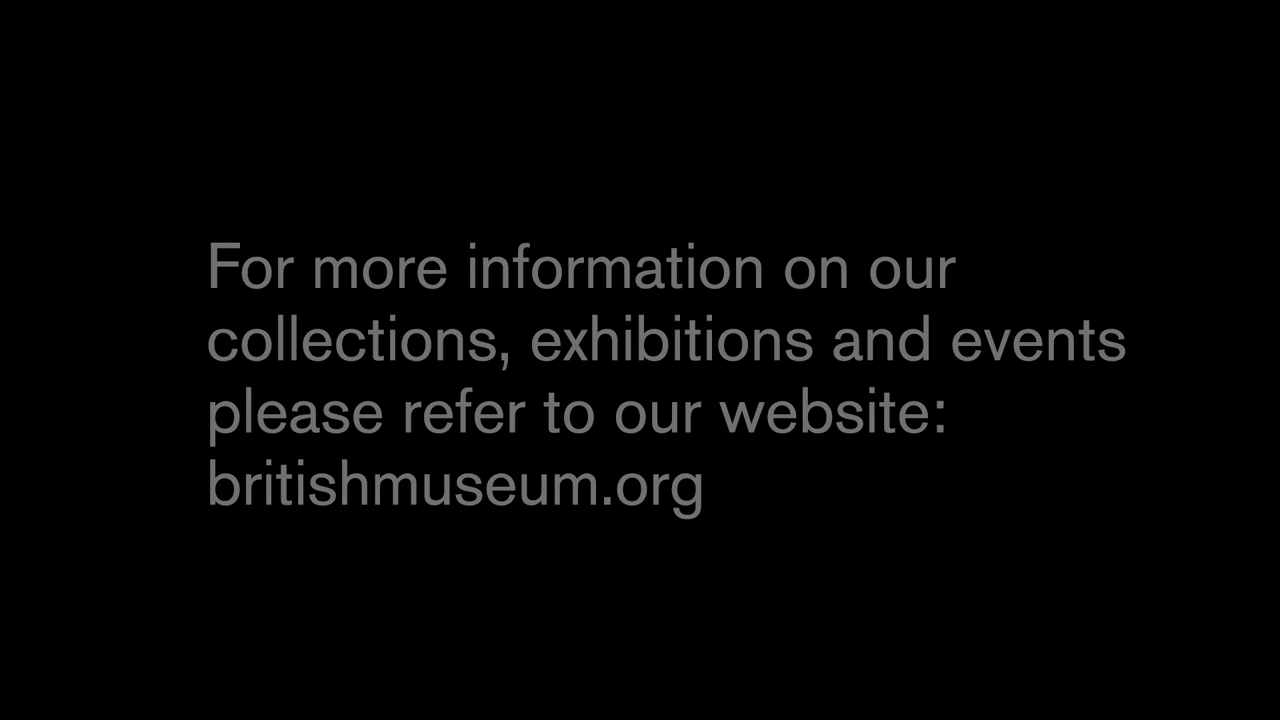 For more information on our
collections, exhibitions and events
please refer to our website:
britishmuseum.org